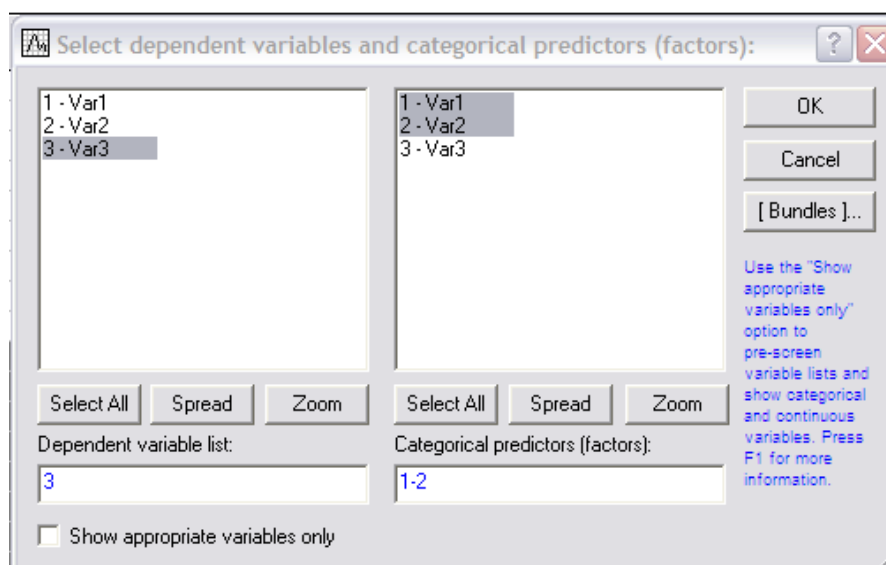 Select dependent variables and categorical predictors (factors):
?
1 - Var1
2 - Var2
3 - Var3
1 - Var1
2 - Var2
3 - Var3
OK
Cancel
[ Bundles ]...
Use the "Show
appropriate
variables only"
option to
pre-screen
variable lists and
show categorical
and continuous
variables. Press
F1 for more
information.
Select All Spread Zoom
Select All Spread Zoom
Dependent variable list:
3
Categorical predictors (factors):
1-2
Show appropriate variables only